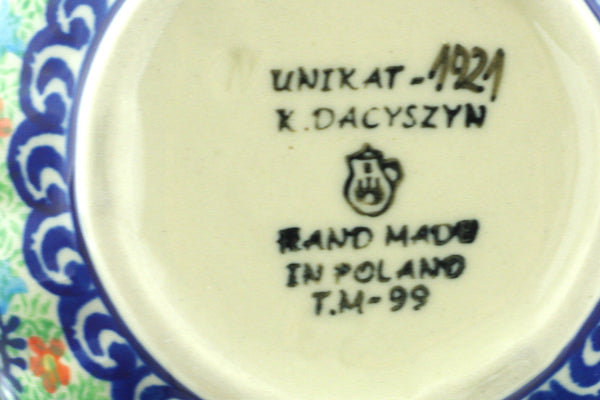 UNIKAT - 1921
K. DACYSZYN
HAND MADE
IN POLAND
T.M-99